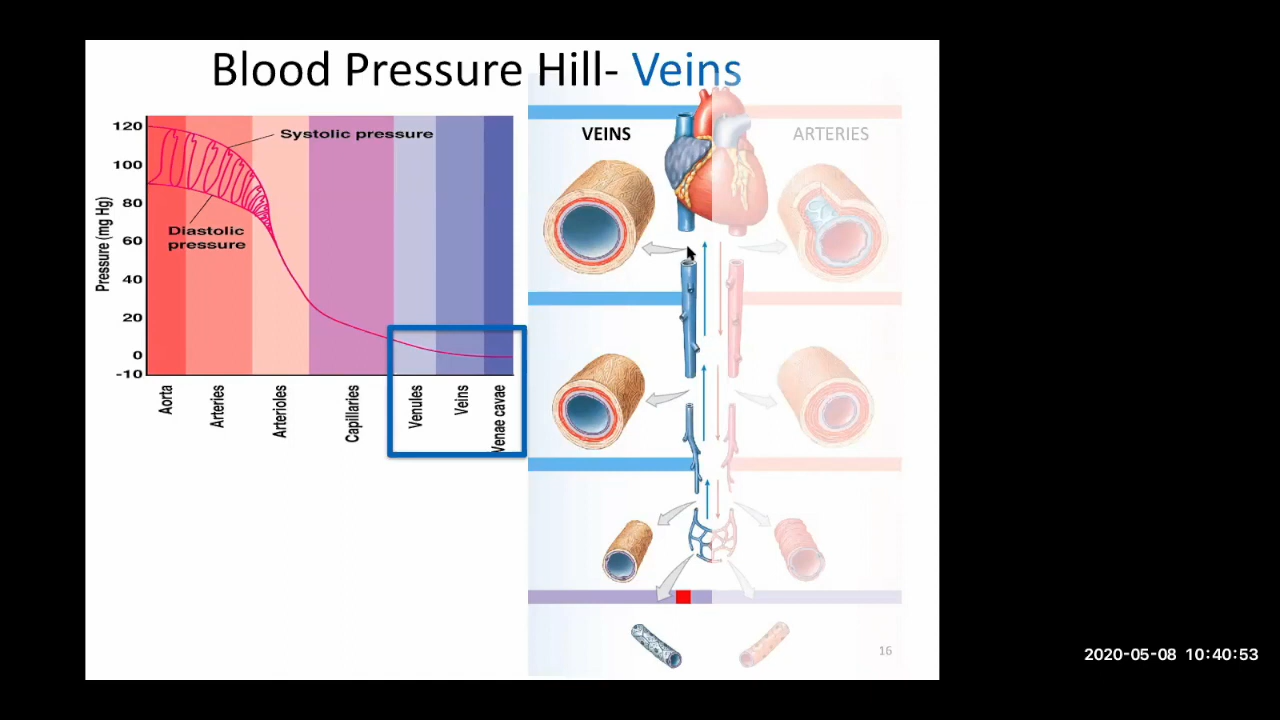 Blood Pressure Hill- Veins
120
100
80
60
40
20
0
-10
Pressure (mg Hg)
Systolic pressure
Diastolic
pressure
Aorta
Arteries
Arterioles
Capillaries
Venules
Veins
Venae cavae
VEINS
ARTERIES
16
2020-05-08 10:40:53